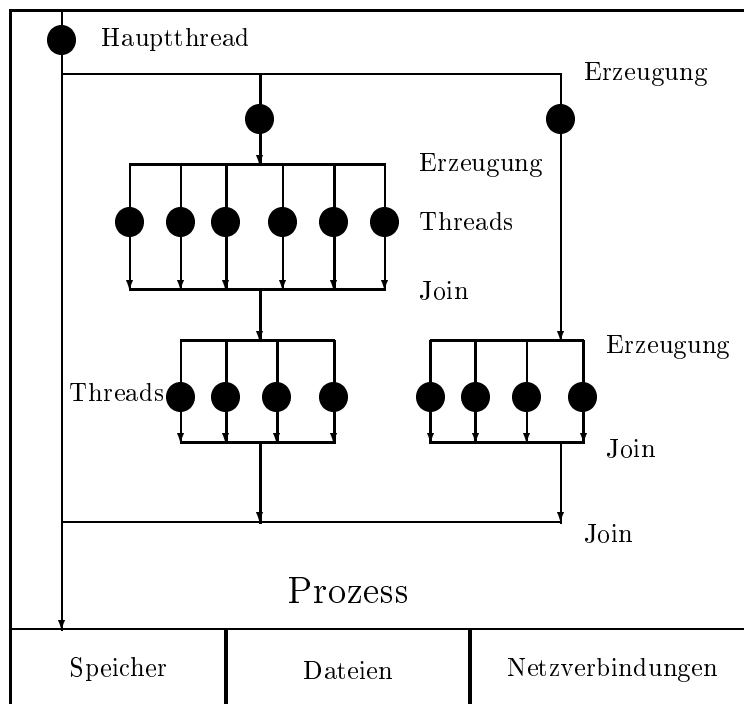 Hauptthread
Erzeugung
Erzeugung
Threads
Join
Erzeugung
Threads
Join
Join
Prozess
Speicher
Dateien
Netzverbindungen